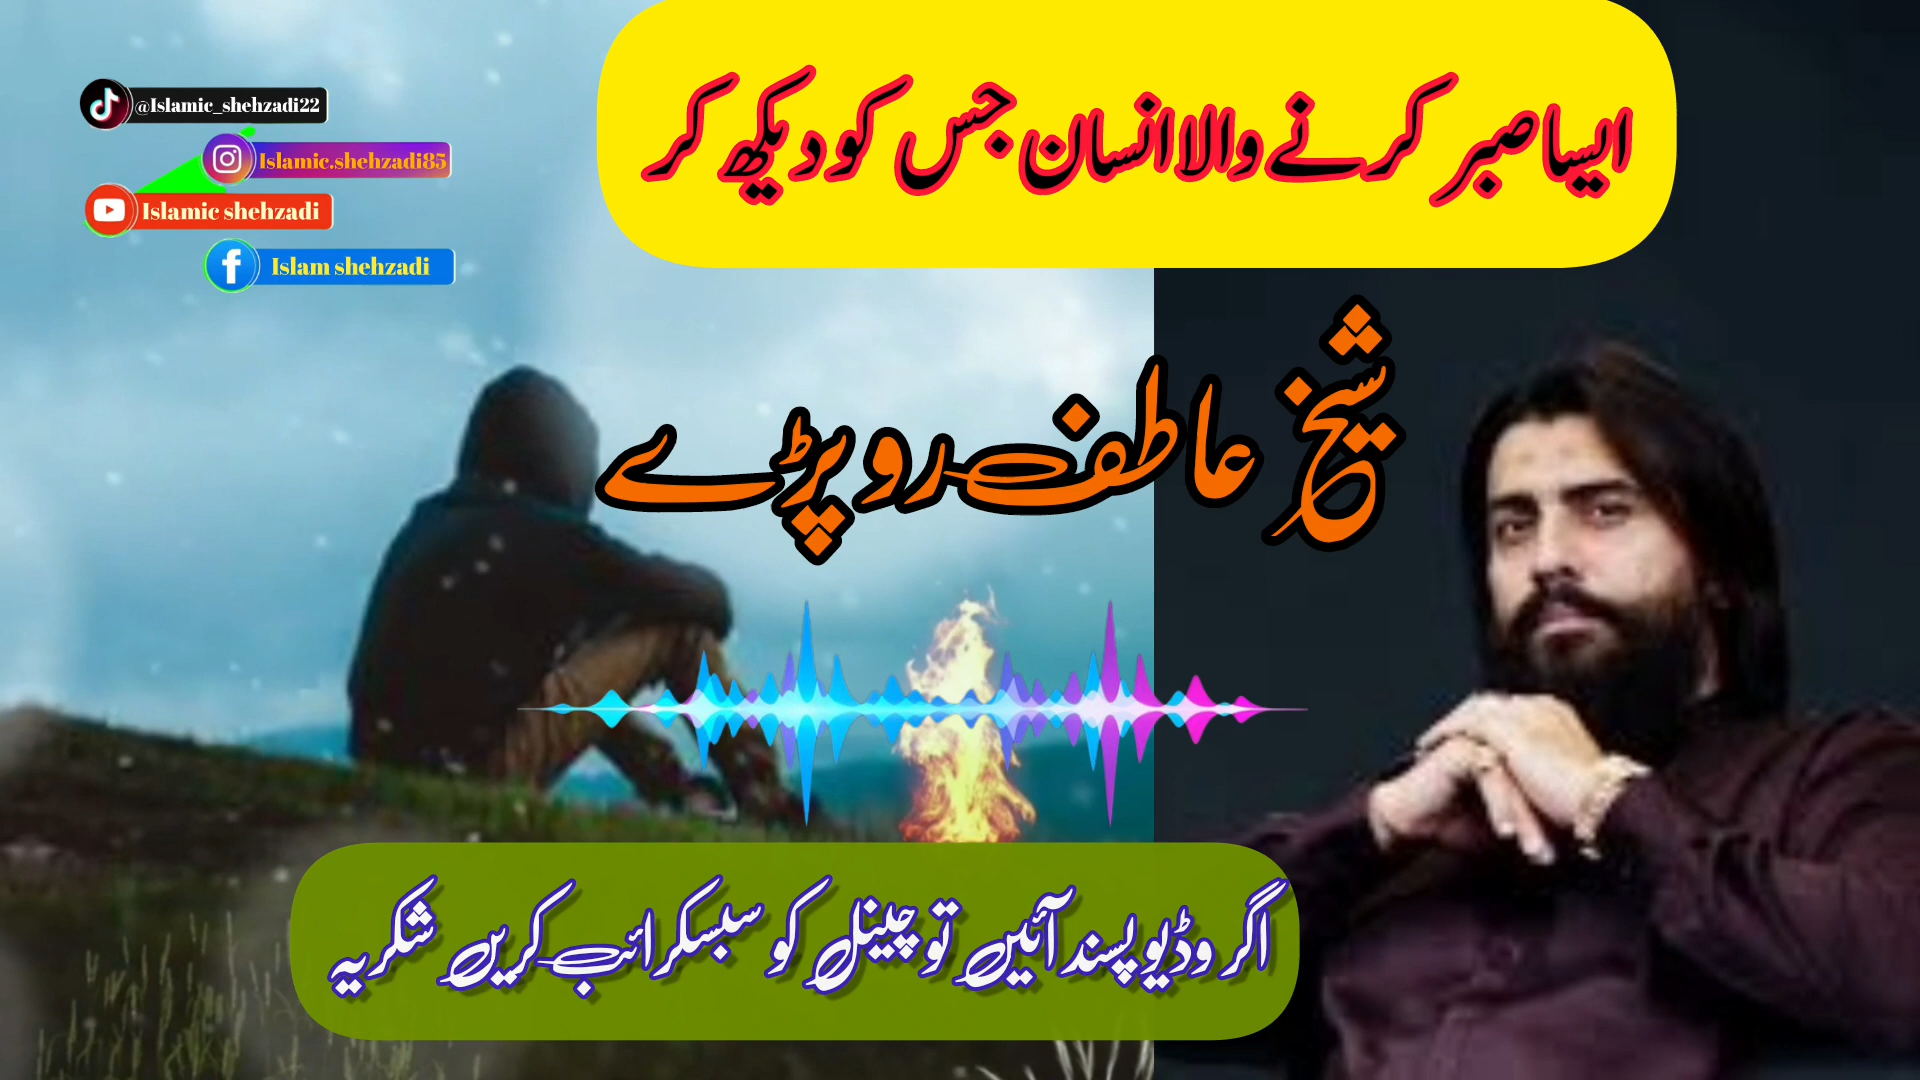 @Islamic_shehzadi22
Islamic.shehzadi85
Islamic shehzadi
Islam shehzadi
ایسا صبر کرنے والا انسان جس کو دیکھ کر
شیخ عاطف رو پڑے
اگر وڈیو پسند آئیں تو چینل کو سبسکرائب کریں شکریہ